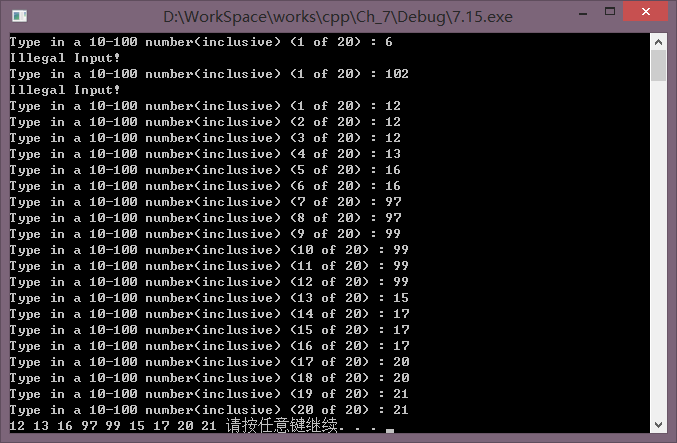 D:\WorkSpace\works\cpp\Ch_7\Debug\7.15.exe
Type in a 10-100 number(inclusive) (1 of 20) : 6
Illegal Input!
Type in a 10-100 number(inclusive) (1 of 20) : 102
Illegal Input!
Type in a 10-100 number(inclusive) (1 of 20) : 12
Type in a 10-100 number(inclusive) (2 of 20) : 12
Type in a 10-100 number(inclusive) (3 of 20) : 12
Type in a 10-100 number(inclusive) (4 of 20) : 13
Type in a 10-100 number(inclusive) (5 of 20) : 16
Type in a 10-100 number(inclusive) (6 of 20) : 16
Type in a 10-100 number(inclusive) (7 of 20) : 97
Type in a 10-100 number(inclusive) (8 of 20) : 97
Type in a 10-100 number(inclusive) (9 of 20) : 99
Type in a 10-100 number(inclusive) (10 of 20) : 99
Type in a 10-100 number(inclusive) (11 of 20) : 99
Type in a 10-100 number(inclusive) (12 of 20) : 99
Type in a 10-100 number(inclusive) (13 of 20) : 15
Type in a 10-100 number(inclusive) (14 of 20) : 17
Type in a 10-100 number(inclusive) (15 of 20) : 17
Type in a 10-100 number(inclusive) (16 of 20) : 17
Type in a 10-100 number(inclusive) (17 of 20) : 20
Type in a 10-100 number(inclusive) (18 of 20) : 20
Type in a 10-100 number(inclusive) (19 of 20) : 21
Type in a 10-100 number(inclusive) (20 of 20) : 21
12 13 16 97 99 15 17 20 21 请按任意键继续. . .